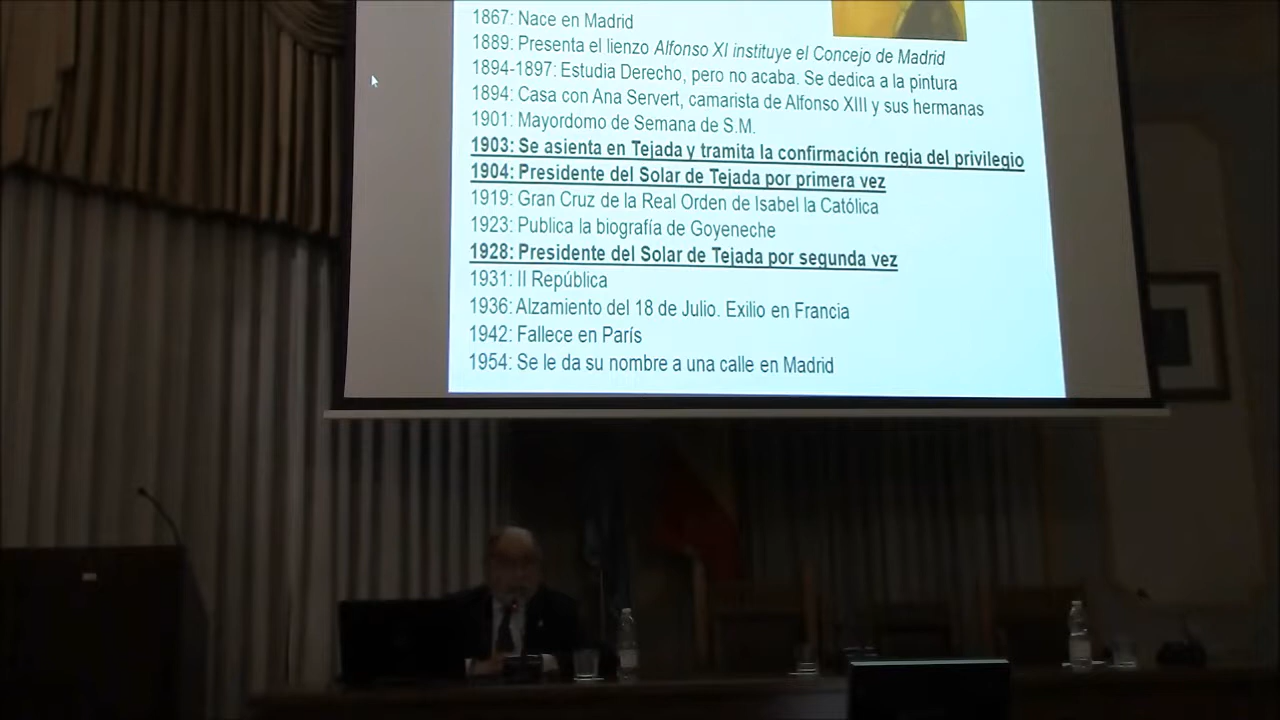 1867: Nace en Madrid
1889: Presenta el lienzo Alfonso XI instituye el Concejo de Madrid
1894-1897: Estudia Derecho, pero no acaba. Se dedica a la pintura
1894: Casa con Ana Servert, camarista de Alfonso XIII y sus hermanas
1901: Mayordomo de Semana de S.M.
1903: Se asienta en Tejada y tramita la confirmación regia del privilegio
1904: Presidente del Solar de Tejada por primera vez
1919: Gran Cruz de la Real Orden de Isabel la Católica
1923: Publica la biografía de Goyeneche
1928: Presidente del Solar de Tejada por segunda vez
1931: II República
1936: Alzamiento del 18 de Julio. Exilio en Francia
1942: Fallece en París
1954: Se le da su nombre a una calle en Madrid